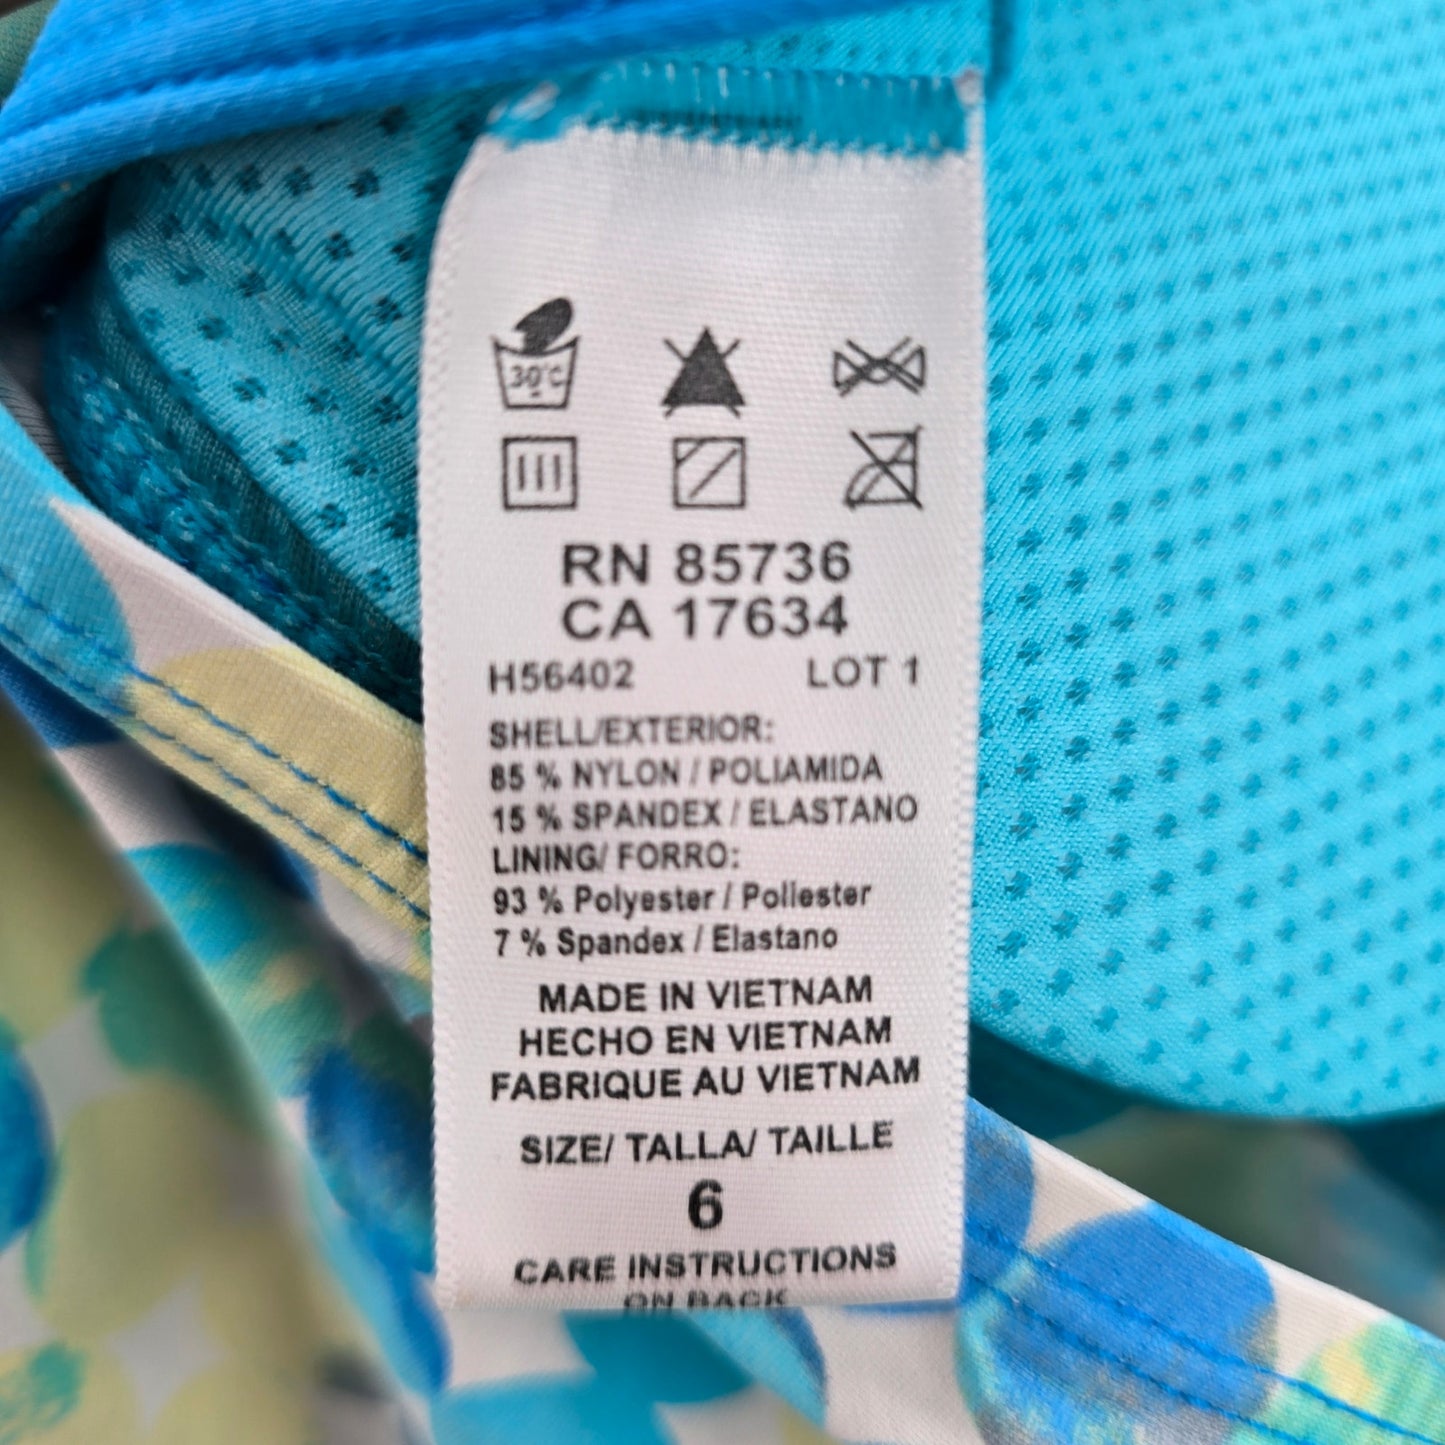 30°C
RN 85736
CA 17634
H56402 LOT 1
SHELL/EXTERIOR:
85 % NYLON / POLIAMIDA
15 % SPANDEX / ELASTANO
LINING/ FORRO:
93 % Polyester / Poliester
7 % Spandex / Elastano
MADE IN VIETNAM
HECHO EN VIETNAM
FABRIQUE AU VIETNAM
SIZE/ TALLA/ TAILLE
6
CARE INSTRUCTIONS
ON BACK